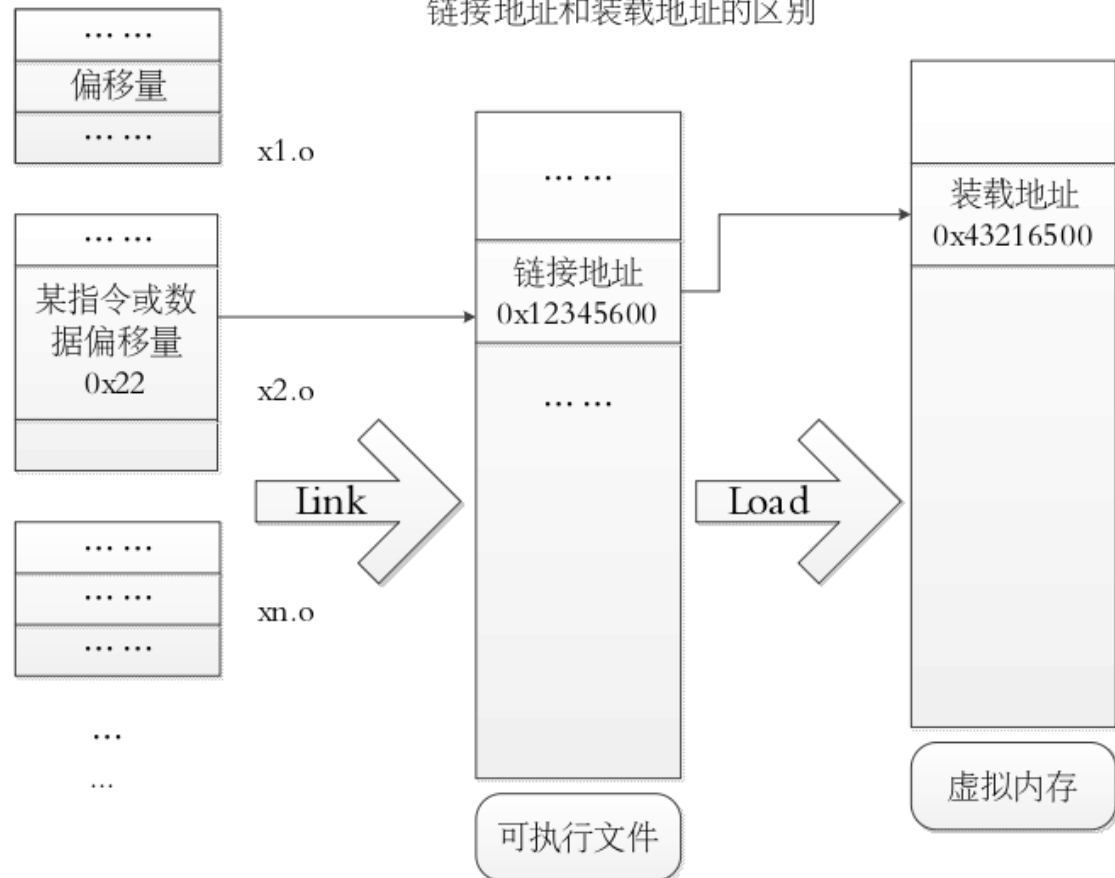 链接地址和装载地址的区别
... ...
偏移量
... ...
x1.o
... ...
某指令或数
据偏移量
0x22
x2.o
... ...
... ...
... ...
xn.o
...
...
Link
... ...
链接地址
0x12345600
... ...
可执行文件
Load
装载地址
0x43216500
虚拟内存